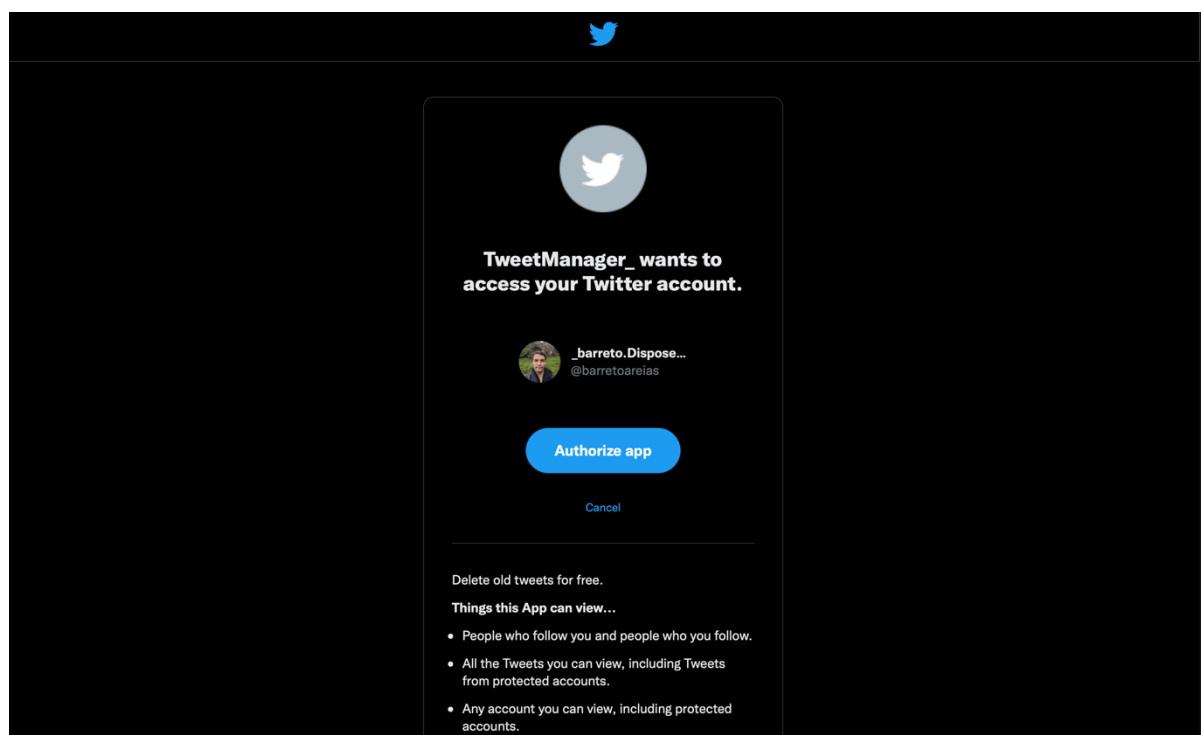 TweetManager_ wants to
access your Twitter account.
_barreto.Dispose...
@barretoareias
Authorize app
Cancel
Delete old tweets for free.
Things this App can view...
• People who follow you and people who you follow.
• All the Tweets you can view, including Tweets
from protected accounts.
• Any account you can view, including protected
accounts.